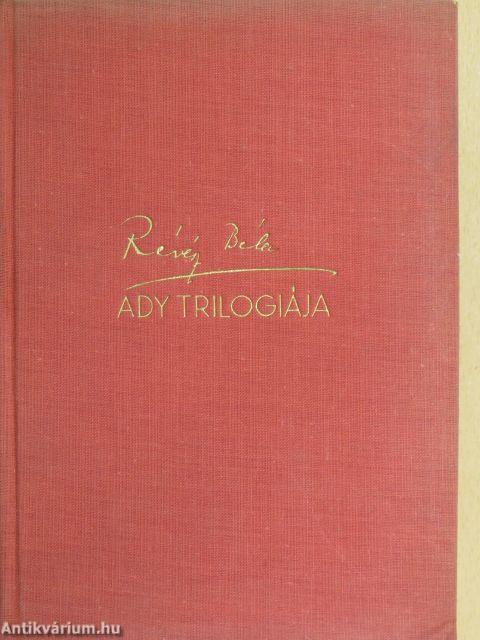 Révész Béla
ADY TRILOGIÁJA
Antikvárium.hu